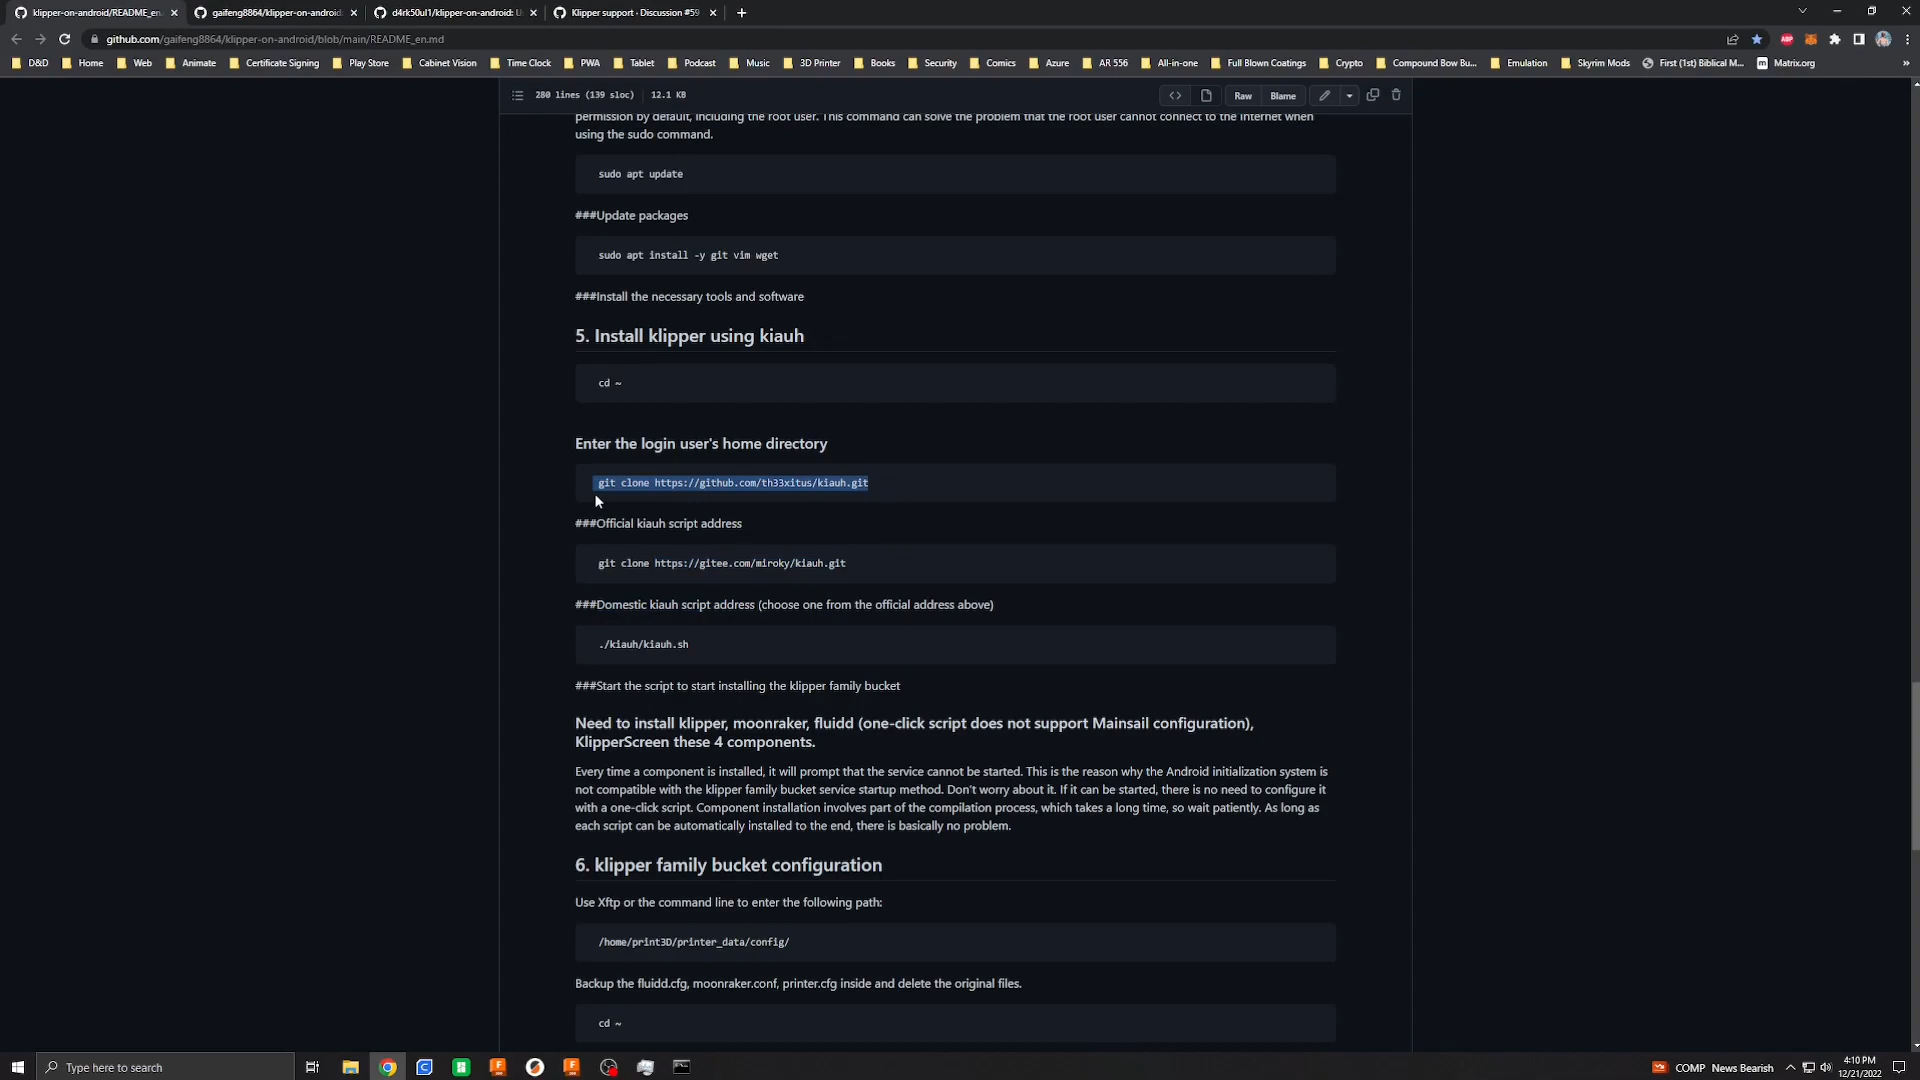 klipper-on-android/README_en.
gaifeng8864/klipper-on-android:
d4rk50ul1/klipper-on-android: U
Klipper support · Discussion #59
github.com/gaifeng8864/klipper-on-android/blob/main/README_en.md
D&D
Home
Web
Animate
Certificate Signing
Play Store
Cabinet Vision
Time Clock
PWA
Tablet
Podcast
Music
3D Printer
Books
Security
Comics
Azure
AR 556
All-in-one
Full Blown Coatings
Crypto
Compound Bow Bu...
Emulation
Skyrim Mods
First (1st) Biblical M...
Matrix.org
»
280 lines (139 sloc) 12.1 KB
Raw
Blame
permission by default, including the root user. This command can solve the problem that the root user cannot connect to the Internet when
using the sudo command.
sudo apt update
###Update packages
sudo apt install -y git vim wget
###Install the necessary tools and software
5. Install klipper using kiauh
cd ~
Enter the login user's home directory
git clone https://github.com/th33xitus/kiauh.git
###Official kiauh script address
git clone https://gitee.com/miroky/kiauh.git
###Domestic kiauh script address (choose one from the official address above)
./kiauh/kiauh.sh
###Start the script to start installing the klipper family bucket
Need to install klipper, moonraker, fluidd (one-click script does not support Mainsail configuration),
KlipperScreen these 4 components.
Every time a component is installed, it will prompt that the service cannot be started. This is the reason why the Android initialization system is
not compatible with the klipper family bucket service startup method. Don't worry about it. If it can be started, there is no need to configure it
with a one-click script. Component installation involves part of the compilation process, which takes a long time, so wait patiently. As long as
each script can be automatically installed to the end, there is basically no problem.
6. klipper family bucket configuration
Use Xftp or the command line to enter the following path:
/home/print3D/printer_data/config/
Backup the fluidd.cfg, moonraker.conf, printer.cfg inside and delete the original files.
cd ~
Type here to search
COMP News Bearish
4:10 PM
12/21/2022